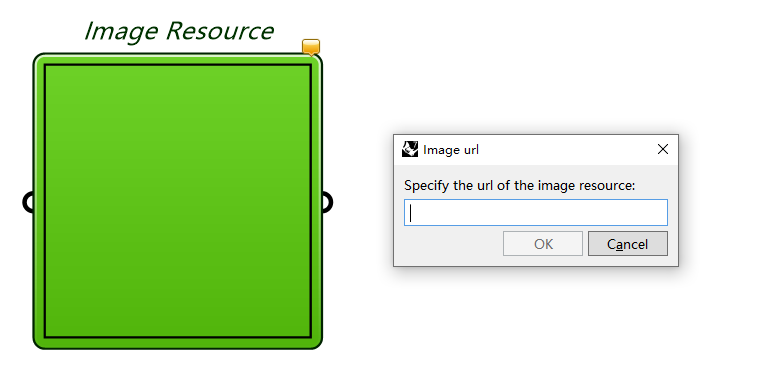 Image Resource
Image url
Specify the url of the image resource:
OK
Cancel